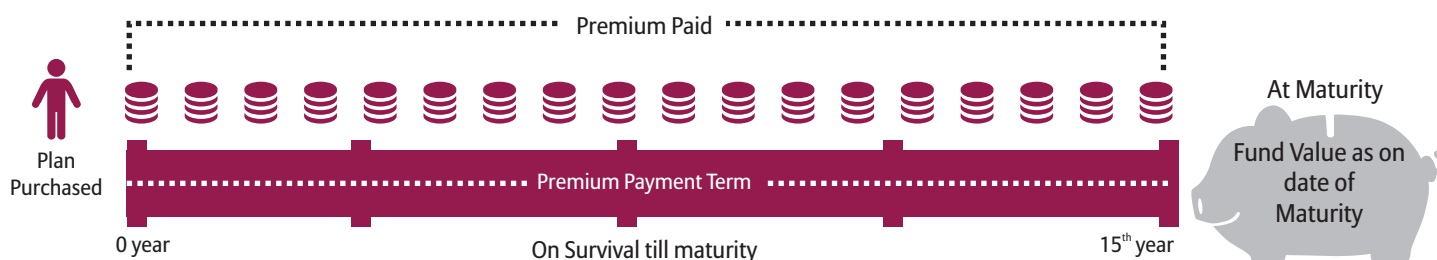 Premium Paid
Plan
Purchased
Premium Payment Term
0 year
On Survival till maturity
15th year
At Maturity
Fund Value as on
date of
Maturity